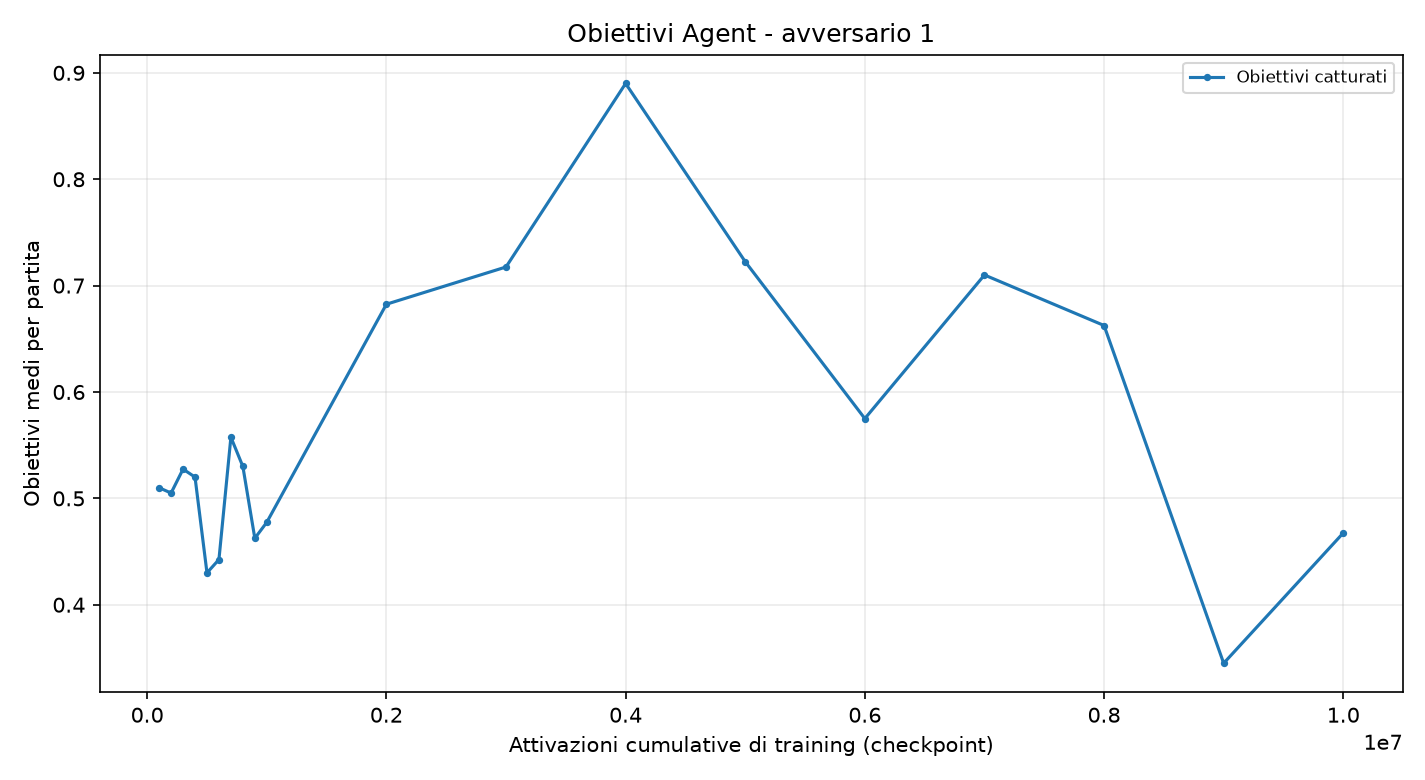 Obiettivi Agent - avversario 1
Obiettivi catturati
Obiettivi medi per partita
0.9
0.8
0.7
0.6
0.5
0.4
0.0 0.2 0.4 0.6 0.8 1.0
1e7
Attivazioni cumulative di training (checkpoint)